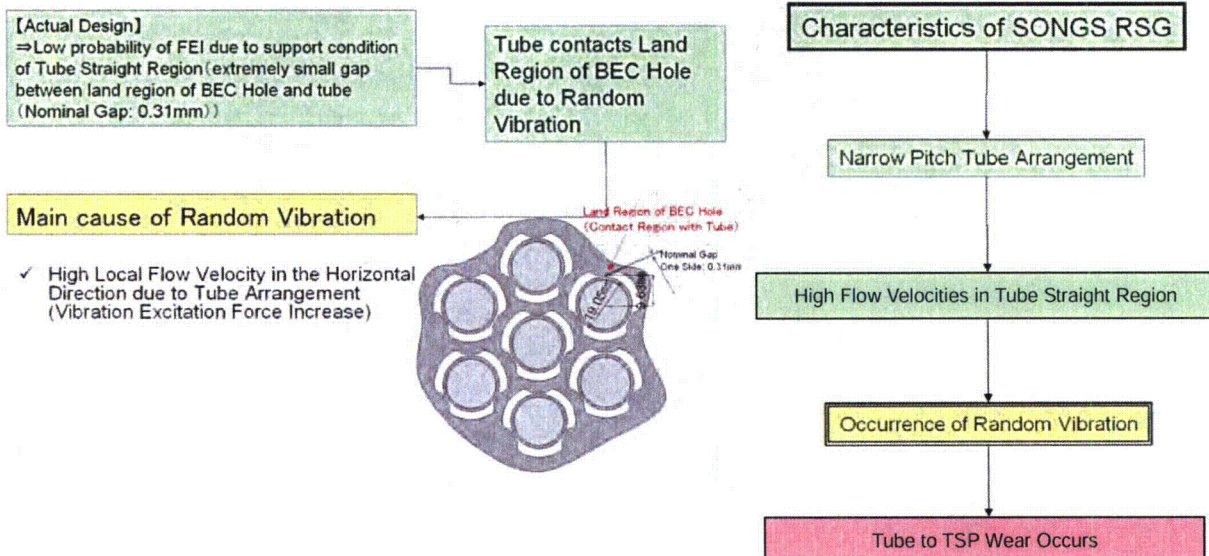 【Actual Design】
⇒Low probability of FEI due to support condition
of Tube Straight Region(extremely small gap
between land region of BEC Hole and tube
(Nominal Gap: 0.31mm))
Tube contacts Land
Region of BEC Hole
due to Random
Vibration
Main cause of Random Vibration
✓ High Local Flow Velocity in the Horizontal
Direction due to Tube Arrangement
(Vibration Excitation Force Increase)
Land Region of BEC Hole
(Contact Region with Tube)
Nominal Gap
One Side: 0.31mm
Characteristics of SONGS RSG
Narrow Pitch Tube Arrangement
High Flow Velocities in Tube Straight Region
Occurrence of Random Vibration
Tube to TSP Wear Occurs